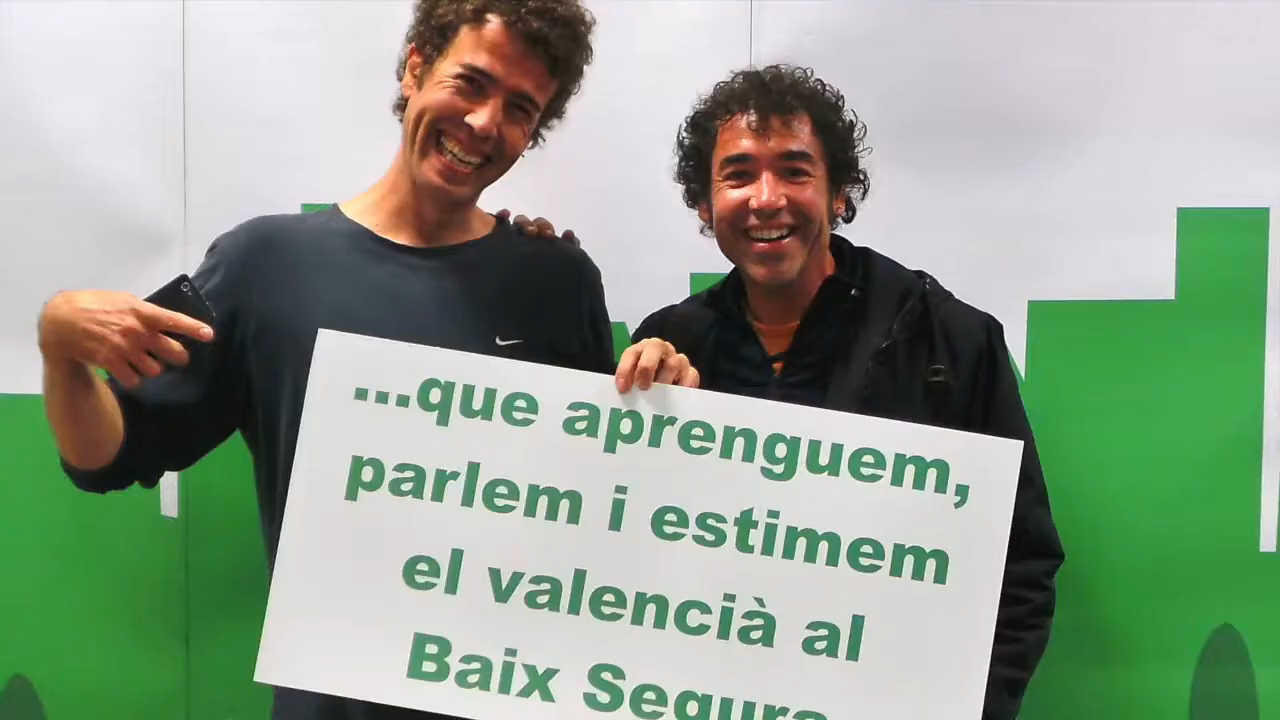 ...que aprenguem,
parlem i estimem
el valencià al
Baix Segura